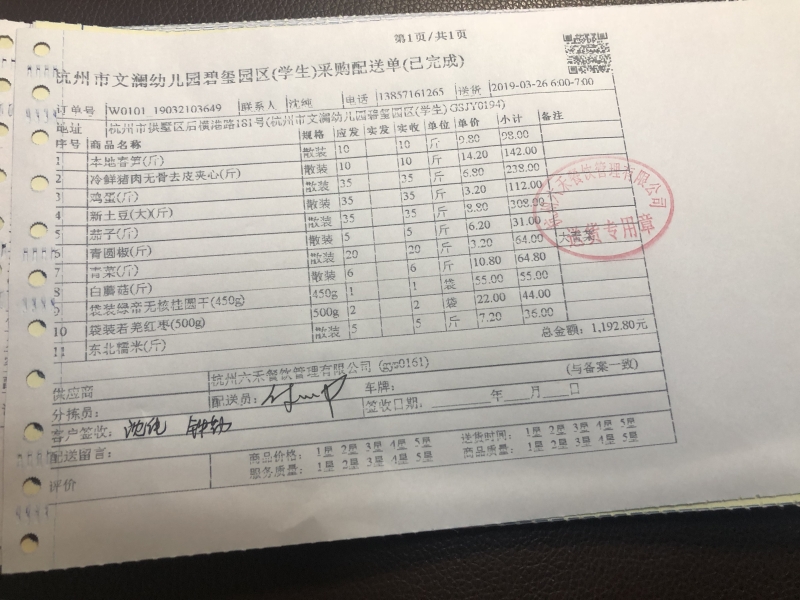 第1页/共1页
杭州市文澜幼儿园碧玺园区(学生)采购配送单(已完成)
订单号 W0101 19032103649 联系人 沈纯 电话 13857161265 送货 2019-03-26 6:00-7:00
地址 杭州市拱墅区后横港路181号(杭州市文澜幼儿园碧玺园区(学生) GSJY0194)
序号 商品名称 规格 应发 实发 实收 单位 单价 小计 备注
1 本地春笋(斤) 散装 10 10 斤 9.80 98.00
2 冷鲜猪肉无骨去皮夹心(斤) 散装 10 10 斤 14.20 142.00
3 鸡蛋(斤) 散装 35 35 斤 6.80 238.00
4 新土豆(大)(斤) 散装 35 35 斤 3.20 112.00
5 茄子(斤) 散装 35 35 斤 8.80 308.00
6 青圆椒(斤) 散装 5 5 斤 6.20 31.00
7 青菜(斤) 散装 20 20 斤 3.20 64.00 大青菜
8 白蘑菇(斤) 散装 6 6 斤 10.80 64.80
9 袋装绿帝无核桂圆干(450g) 450g 1 1 袋 55.00 55.00
10 袋装若羌红枣(500g) 500g 2 2 袋 22.00 44.00
11 东北糯米(斤) 散装 5 5 斤 7.20 36.00
总金额: 1,192.80元
禾餐饮管理有限公司
货专用章
供应商 杭州六禾餐饮管理有限公司 (gyz0161) (与备案一致)
分拣员: 配送员: 车牌:
客户签收: 沈纯 签收日期: 年 月 日
配送留言:
评价 商品价格: 1星 2星 3星 4星 5星 送货时间: 1星 2星 3星 4星 5星
服务质量: 1星 2星 3星 4星 5星 商品质量: 1星 2星 3星 4星 5星